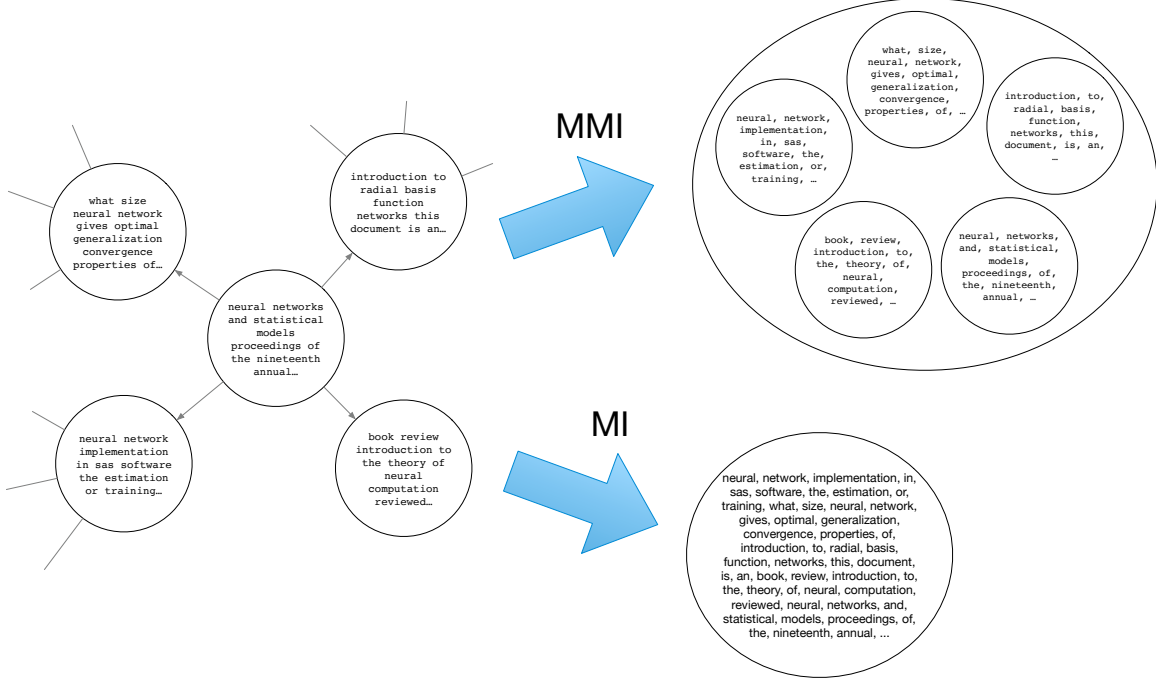 what size
neural network
gives optimal
generalization
convergence
properties of…
introduction to
radial basis
function
networks this
document is an…
neural networks
and statistical
models
proceedings of
the nineteenth
annual…
neural network
implementation
in sas software
the estimation
or training…
book review
introduction to
the theory of
neural
computation
reviewed…
MMI
what, size,
neural, network,
gives, optimal,
generalization,
convergence,
properties, of, …
neural, network,
implementation,
in, sas,
software, the,
estimation, or,
training, …
introduction, to,
radial, basis,
function,
networks, this,
document, is, an,
…
book, review,
introduction, to,
the, theory, of,
neural,
computation,
reviewed, …
neural, networks,
and, statistical,
models,
proceedings, of,
the, nineteenth,
annual, …
MI
neural, network, implementation, in,
sas, software, the, estimation, or,
training, what, size, neural, network,
gives, optimal, generalization,
convergence, properties, of,
introduction, to, radial, basis,
function, networks, this, document,
is, an, book, review, introduction, to,
the, theory, of, neural, computation,
reviewed, neural, networks, and,
statistical, models, proceedings, of,
the, nineteenth, annual, ...